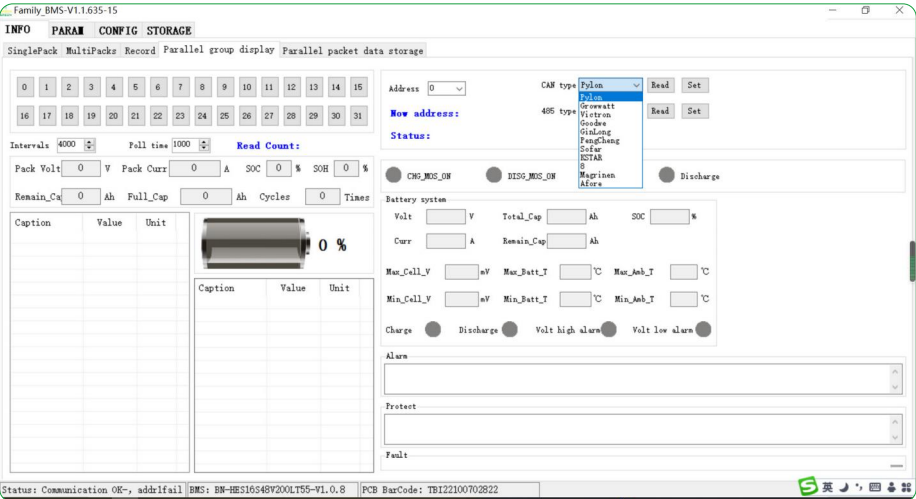 Family_BMS-V1.1.635-15
INFO PARAM CONFIG STORAGE
SinglePack MultiPacks Record Parallel group display Parallel packet data storage
0 1 2 3 4 5 6 7 8 9 10 11 12 13 14 15
16 17 18 19 20 21 22 23 24 25 26 27 28 29 30 31
Intervals 4000 Poll time 1000 Read Count:
Pack Volt 0 V Pack Curr 0 A SOC 0 % SOH 0 %
Remain_Ca 0 Ah Full_Cap 0 Ah Cycles 0 Times
Caption Value Unit
0 %
Caption Value Unit
Address 0 CAN type Pylon Read Set
Now address: 485 type Read Set
Status:
Pylon
Growwatt
Victron
Goodwe
GinLong
PengCheng
Sofar
KSTAR
8
Magrinen
Afore
CHG_MOS_ON DISG_MOS_ON Discharge
Battery system
Volt V Total_Cap Ah SOC %
Curr A Remain_Cap Ah
Max_Cell_V mV Max_Batt_T °C Max_Amb_T °C
Min_Cell_V mV Min_Batt_T °C Min_Amb_T °C
Charge Discharge Volt high alarm Volt low alarm
Alarm
Protect
Fault
Status: Communication OK-, addr1fail BMS: BN-HES16S48V200LT55-V1.0.8 PCB BarCode: TBI22100702822
英